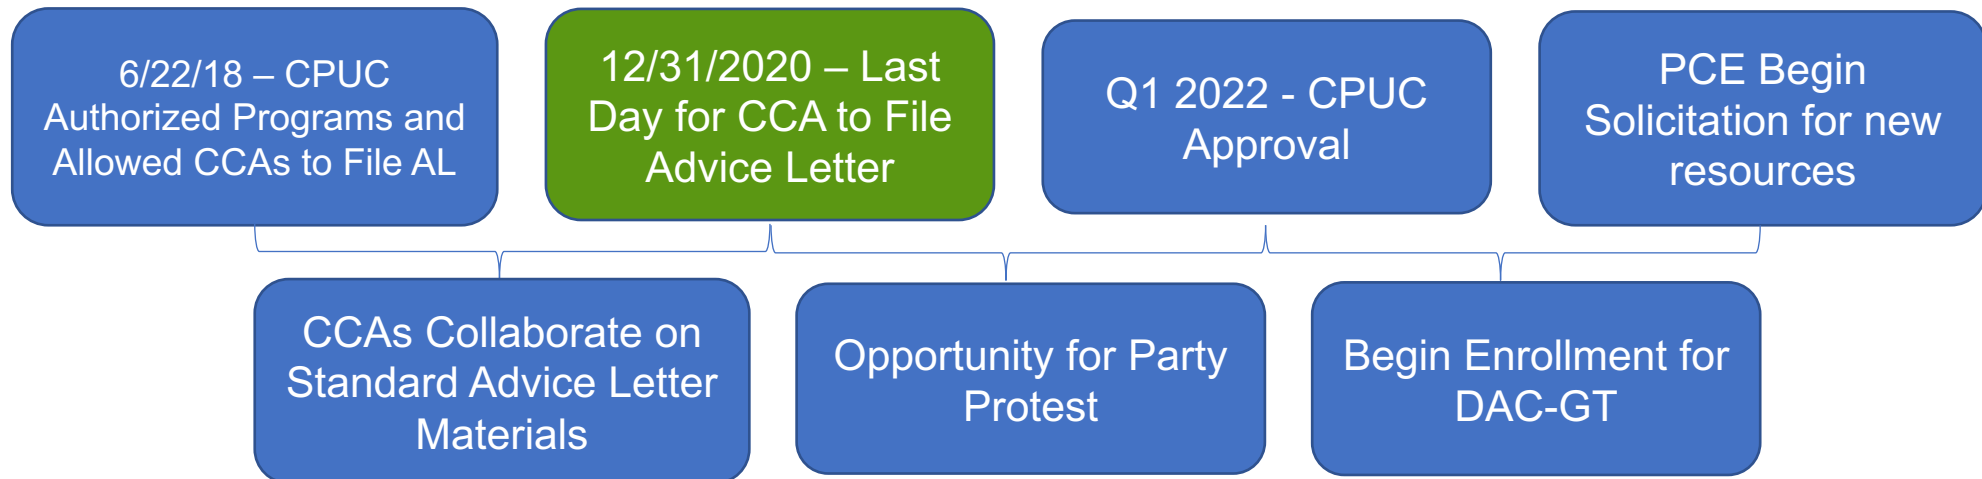 6/22/18 – CPUC
Authorized Programs and
Allowed CCAs to File AL
12/31/2020 – Last
Day for CCA to File
Advice Letter
Q1 2022 - CPUC
Approval
PCE Begin
Solicitation for new
resources
CCAs Collaborate on
Standard Advice Letter
Materials
Opportunity for Party
Protest
Begin Enrollment for
DAC-GT